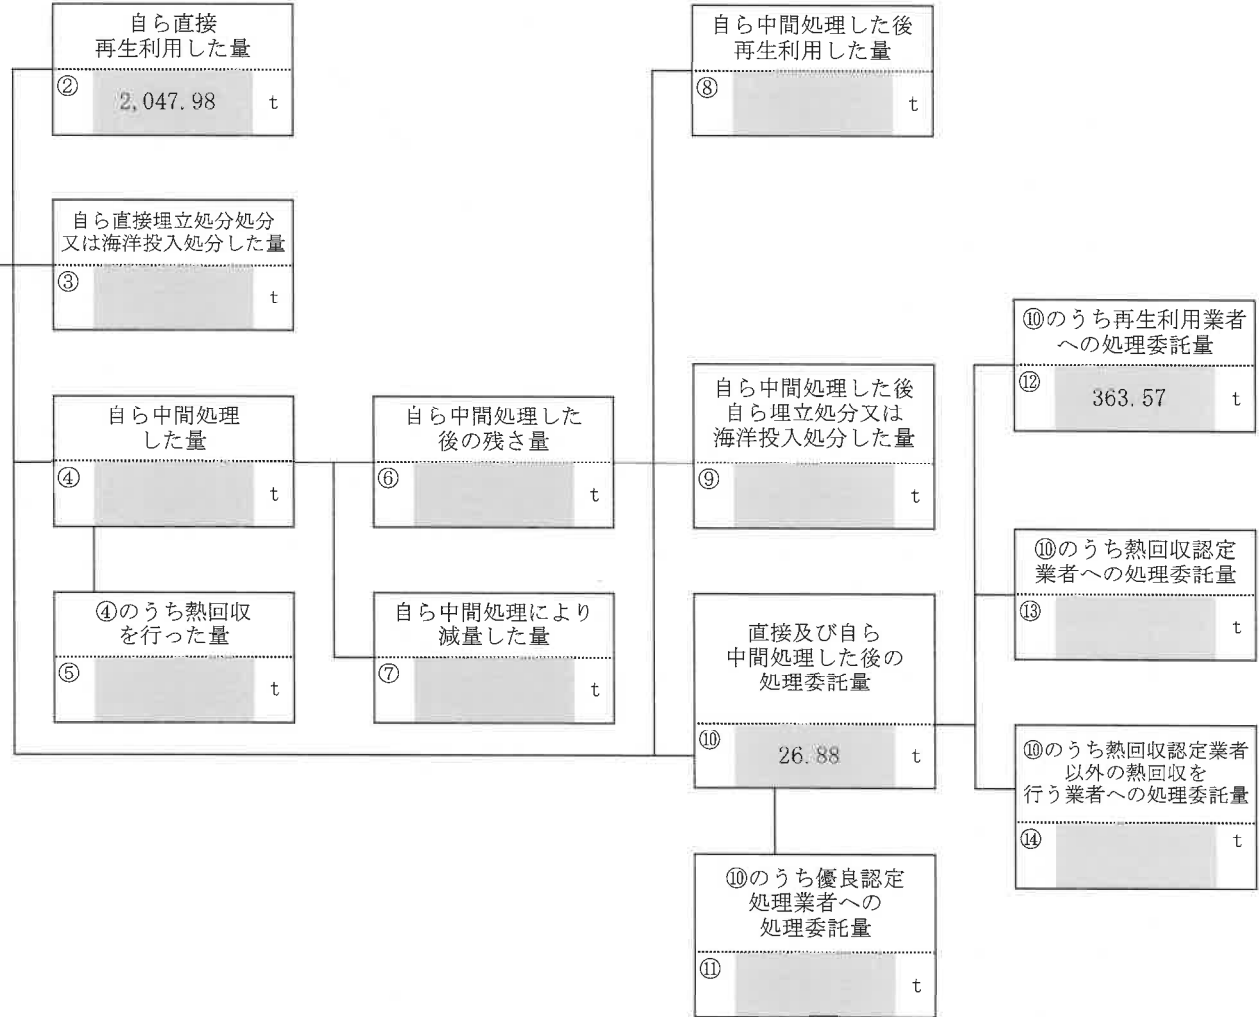 自ら直接
再生利用した量
② 2,047.98 t
自ら中間処理した後
再生利用した量
⑧ t
自ら直接埋立処分処分
又は海洋投入処分した量
③ t
⑩のうち再生利用業者
への処理委託量
⑫ 363.57 t
自ら中間処理
した量
④ t
自ら中間処理した
後の残さ量
⑥ t
自ら中間処理した後
自ら埋立処分又は
海洋投入処分した量
⑨ t
⑩のうち熱回収認定
業者への処理委託量
⑬ t
④のうち熱回収
を行った量
⑤ t
自ら中間処理により
減量した量
⑦ t
直接及び自ら
中間処理した後の
処理委託量
⑩ 26.88 t
⑩のうち熱回収認定業者
以外の熱回収を
行う業者への処理委託量
⑭ t
⑩のうち優良認定
処理業者への
処理委託量
⑪ t